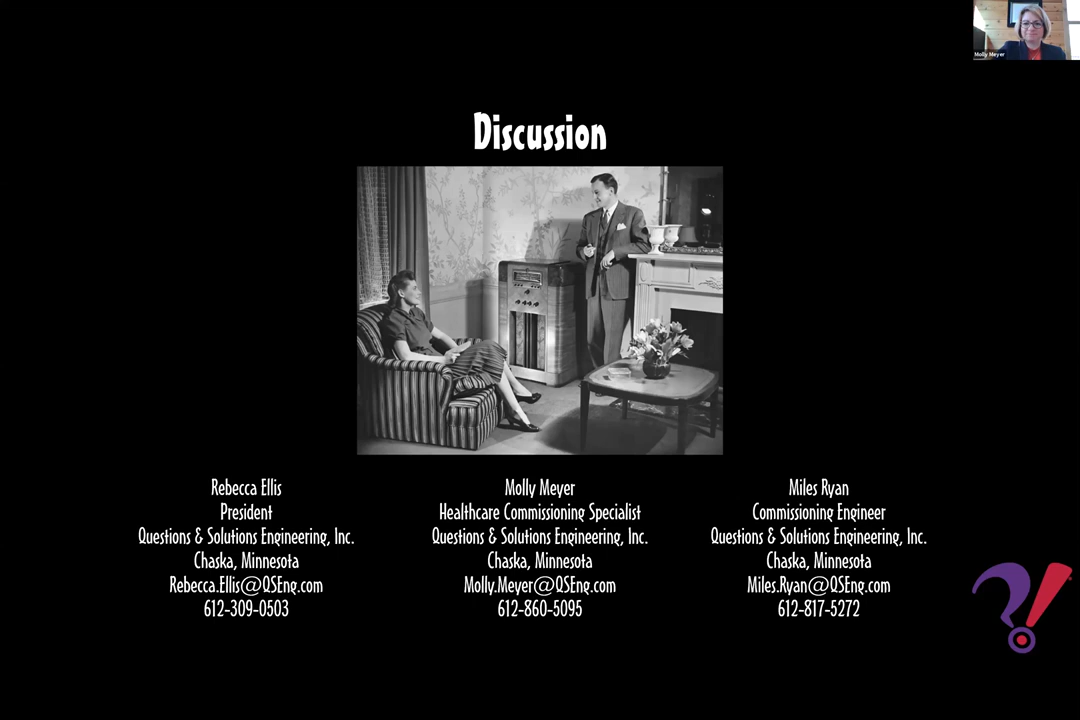 Molly Meyer
Discussion
Rebecca Ellis
President
Questions & Solutions Engineering, Inc.
Chaska, Minnesota
Rebecca.Ellis@QSEng.com
612-309-0503
Molly Meyer
Healthcare Commissioning Specialist
Questions & Solutions Engineering, Inc.
Chaska, Minnesota
Molly.Meyer@QSEng.com
612-860-5095
Miles Ryan
Commissioning Engineer
Questions & Solutions Engineering, Inc.
Chaska, Minnesota
Miles.Ryan@QSEng.com
612-817-5272